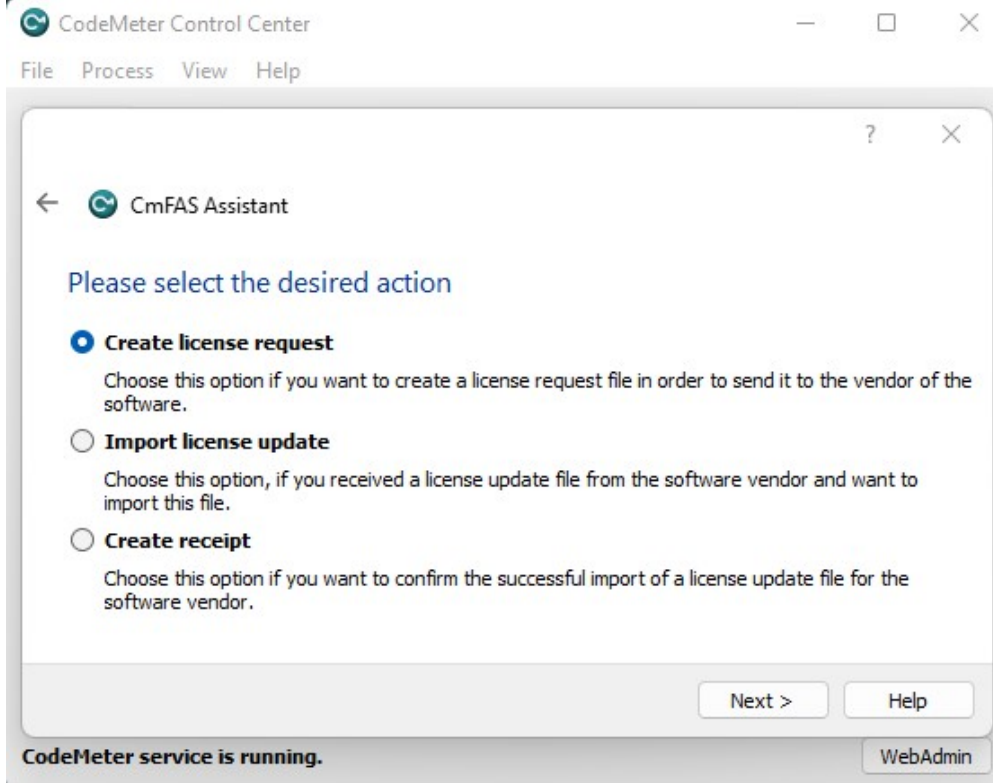 CodeMeter Control Center
File Process View Help
?
CmFAS Assistant
Please select the desired action
Create license request
Choose this option if you want to create a license request file in order to send it to the vendor of the
software.
Import license update
Choose this option, if you received a license update file from the software vendor and want to
import this file.
Create receipt
Choose this option if you want to confirm the successful import of a license update file for the
software vendor.
Next > Help
CodeMeter service is running. WebAdmin